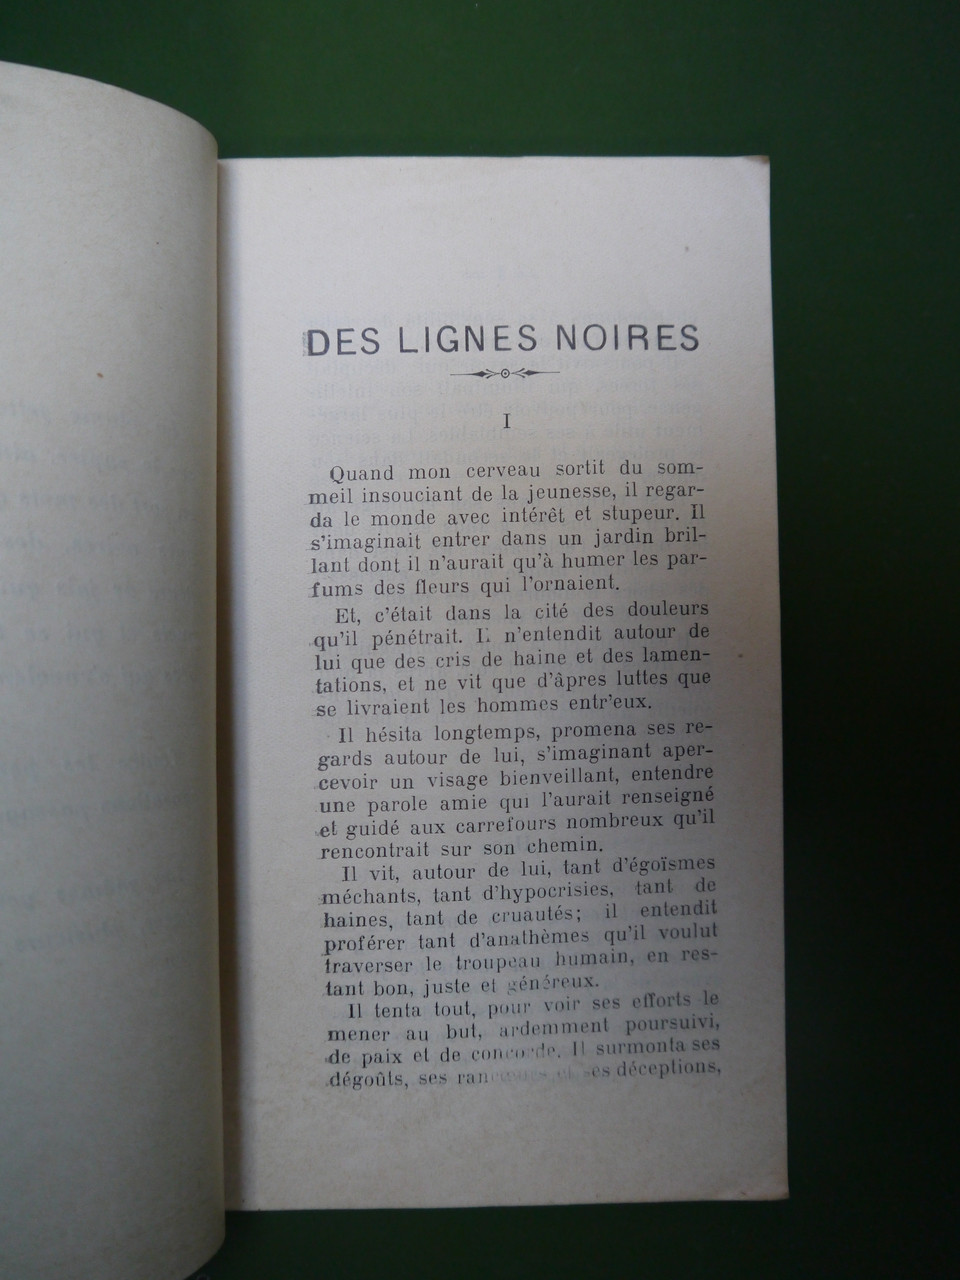 DES LIGNES NOIRES
I
Quand mon cerveau sortit du som-
meil insouciant de la jeunesse, il regar-
da le monde avec intérêt et stupeur. Il
s'imaginait entrer dans un jardin bril-
lant dont il n'aurait qu'à humer les par-
fums des fleurs qui l'ornaient.
Et, c'était dans la cité des douleurs
qu'il pénétrait. Il n'entendit autour de
lui que des cris de haine et des lamen-
tations, et ne vit que d'âpres luttes que
se livraient les hommes entr'eux.
Il hésita longtemps, promena ses re-
gards autour de lui, s'imaginant aper-
cevoir un visage bienveillant, entendre
une parole amie qui l'aurait renseigné
et guidé aux carrefours nombreux qu'il
rencontrait sur son chemin.
Il vit, autour de lui, tant d'égoïsmes
méchants, tant d'hypocrisies, tant de
haines, tant de cruautés; il entendit
proférer tant d'anathèmes qu'il voulut
traverser le troupeau humain, en res-
tant bon, juste et généreux.
Il tenta tout, pour voir ses efforts le
mener au but, ardemment poursuivi,
de paix et de concorde. Il surmonta ses
dégoûts, ses rancœurs et ses déceptions,